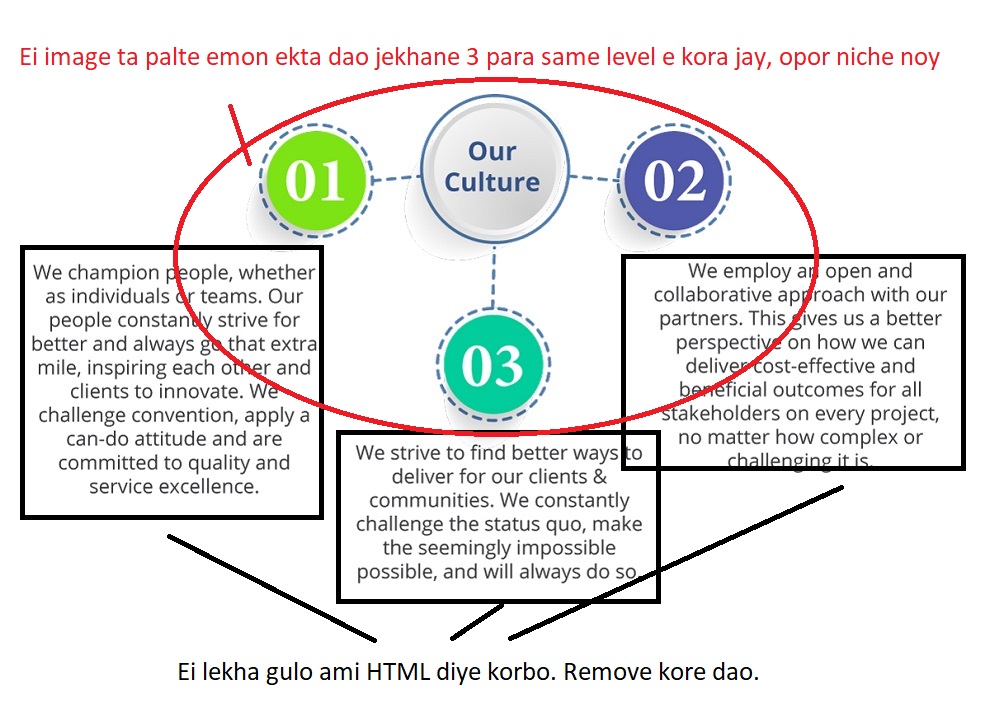 Ei image ta palte emon ekta dao jekhane 3 para same level e kora jay, opor niche noy
01
Our
Culture
02
We champion people, whether
as individuals or teams. Our
people constantly strive for
better and always go that extra
mile, inspiring each other and
clients to innovate. We
challenge convention, apply a
can-do attitude and are
committed to quality and
service excellence.
We employ an open and
collaborative approach with our
partners. This gives us a better
perspective on how we can
deliver cost-effective and
beneficial outcomes for all
stakeholders on every project,
no matter how complex or
challenging it is.
03
We strive to find better ways to
deliver for our clients &
communities. We constantly
challenge the status quo, make
the seemingly impossible
possible, and will always do so.
Ei lekha gulo ami HTML diye korbo. Remove kore dao.